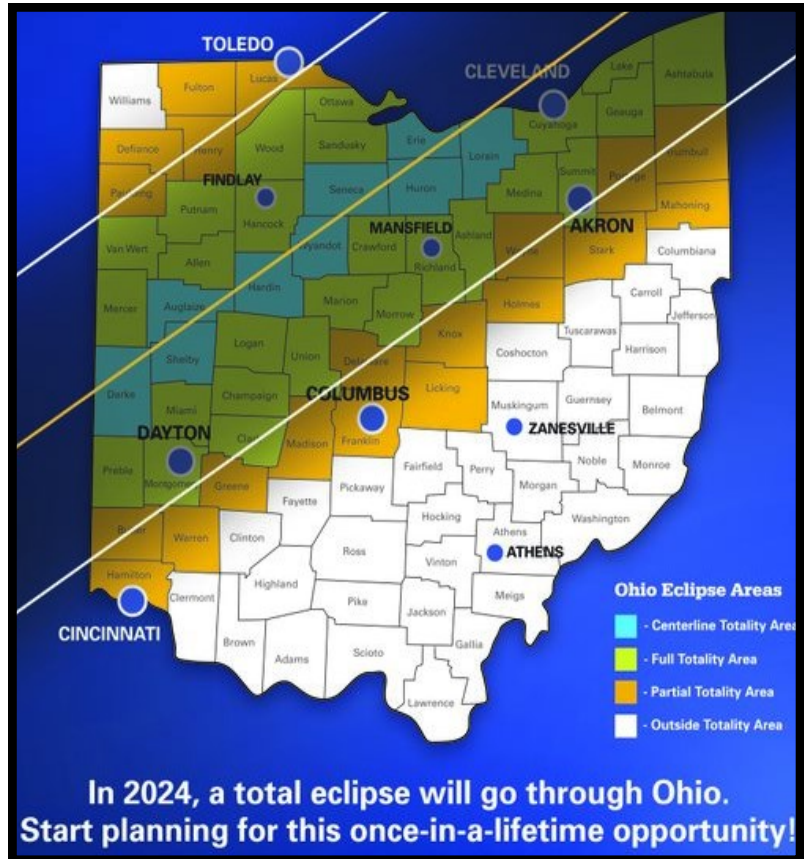 TOLEDO
CLEVELAND
Williams
Fulton
Lucas
Ottawa
Lake
Ashtabula
Geauga
Cuyahoga
Defiance
Henry
Wood
Sandusky
Erie
Lorain
Medina
Summit
Portage
Trumbull
Paulding
FINDLAY
Putnam
Hancock
Seneca
Huron
AKRON
Mahoning
Van Wert
Allen
Wyandot
Crawford
MANSFIELD
Richland
Ashland
Wayne
Stark
Columbiana
Mercer
Auglaize
Hardin
Marion
Morrow
Knox
Holmes
Tuscarawas
Carroll
Jefferson
Darke
Shelby
Logan
Union
Delaware
Licking
Coshocton
Harrison
Miami
Champaign
COLUMBUS
Franklin
Muskingum
ZANESVILLE
Guernsey
Belmont
DAYTON
Clark
Madison
Preble
Montgomery
Greene
Fayette
Pickaway
Fairfield
Perry
Morgan
Noble
Monroe
Butler
Warren
Clinton
Ross
Hocking
Athens
ATHENS
Washington
Hamilton
CINCINNATI
Clermont
Highland
Pike
Vinton
Jackson
Meigs
Brown
Adams
Scioto
Gallia
Lawrence
Ohio Eclipse Areas
- Centerline Totality Area
- Full Totality Area
- Partial Totality Area
- Outside Totality Area
In 2024, a total eclipse will go through Ohio.
Start planning for this once-in-a-lifetime opportunity!